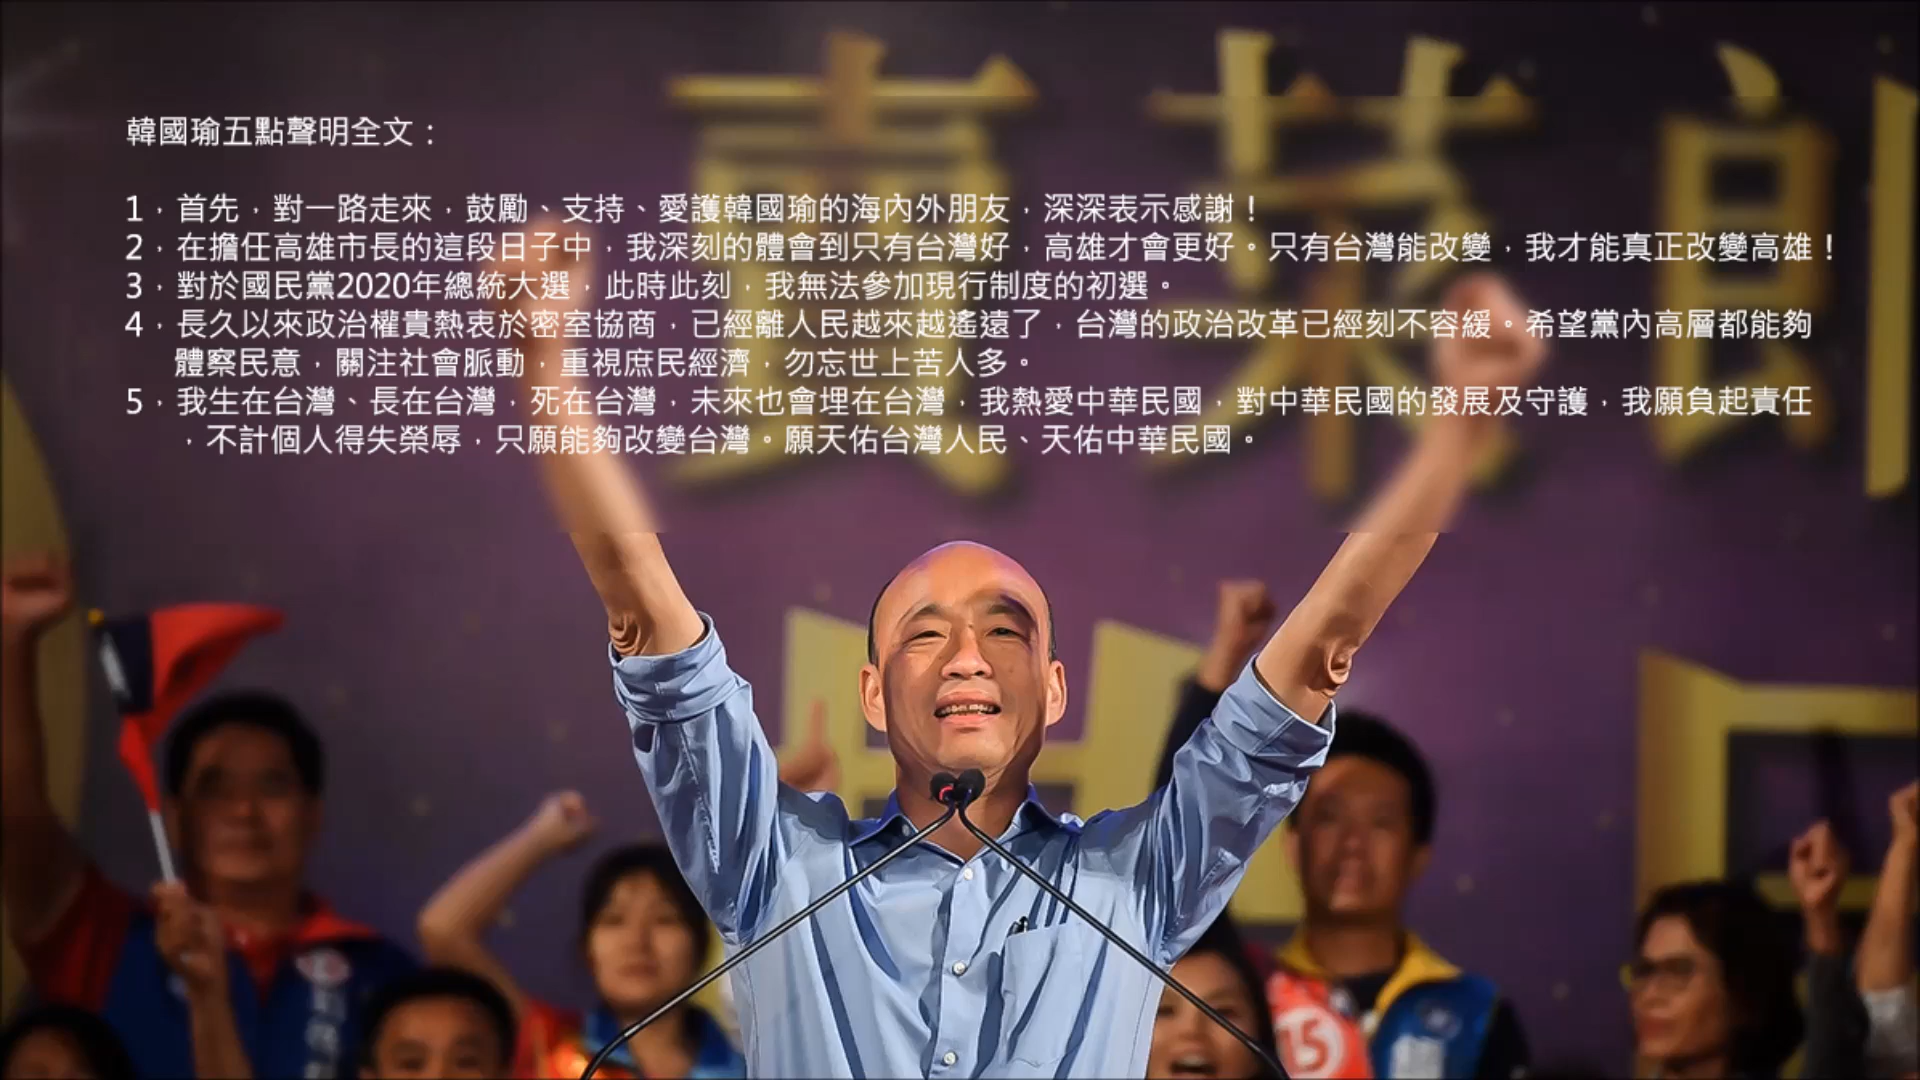 韓國瑜五點聲明全文：
1，首先，對一路走來，鼓勵、支持、愛護韓國瑜的海內外朋友，深深表示感謝！
2，在擔任高雄市長的這段日子中，我深刻的體會到只有台灣好，高雄才會更好。只有台灣能改變，我才能真正改變高雄！
3，對於國民黨2020年總統大選，此時此刻，我無法參加現行制度的初選。
4，長久以來政治權貴熱衷於密室協商，已經離人民越來越遙遠了，台灣的政治改革已經刻不容緩。希望黨內高層都能夠
體察民意，關注社會脈動，重視庶民經濟，勿忘世上苦人多。
5，我生在台灣、長在台灣，死在台灣，未來也會埋在台灣，我熱愛中華民國，對中華民國的發展及守護，我願負起責任
，不計個人得失榮辱，只願能夠改變台灣。願天佑台灣人民、天佑中華民國。
賣菜郎
15